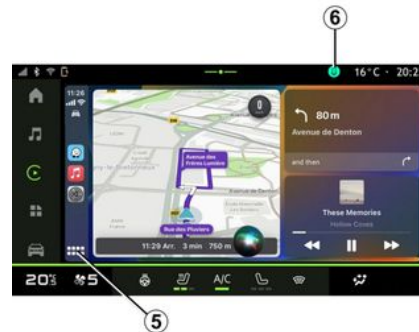 6
16°C · 20:2
11:26
80 m
Avenue de Denton
and then
Avenue des
Frères Lumière
Rue des Pluviers
11:29 Arr. 3 min 750 m
These Memories
Hollow Coves
20.5 5 A/C
5